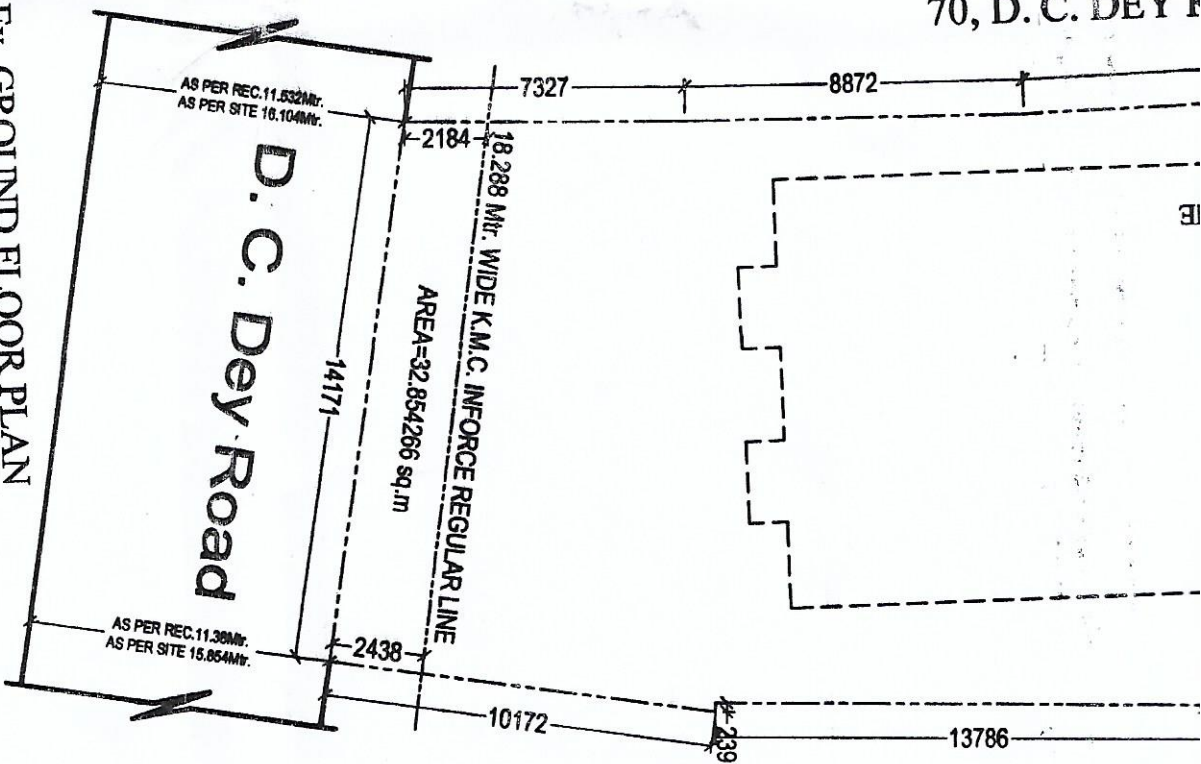 70, D. C. DEY
GROUND FLOOR PLAN
AS PER REC.11.532Mtr.
AS PER SITE 16.104Mtr.
7327
8872
2184
18.288 Mtr. WIDE K.M.C. INFORCE REGULAR LINE
AREA=32.854266 sq.m
14171
D. C. Dey Road
AS PER REC.11.38Mtr.
AS PER SITE 15.854Mtr.
2438
10172
239
13786